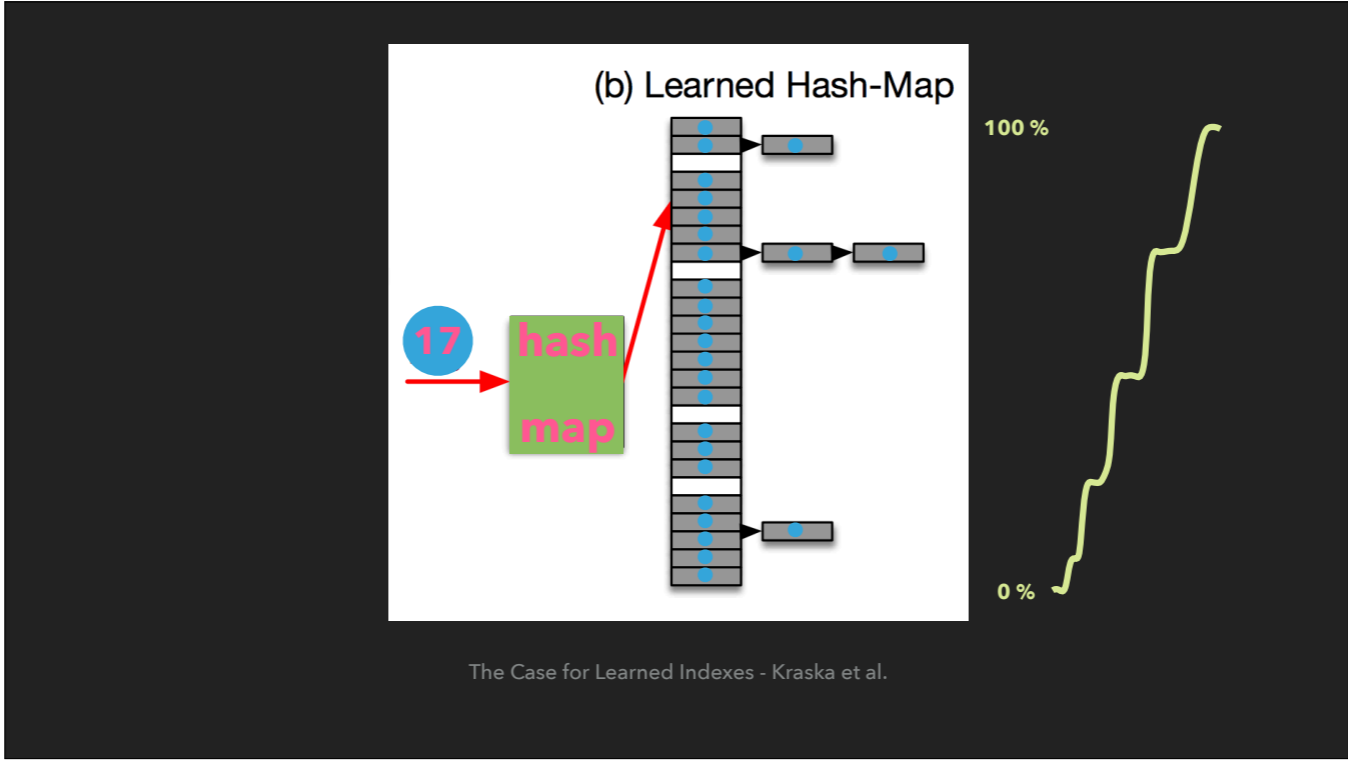 (b) Learned Hash-Map
100 %
17
hash
map
0 %
The Case for Learned Indexes - Kraska et al.